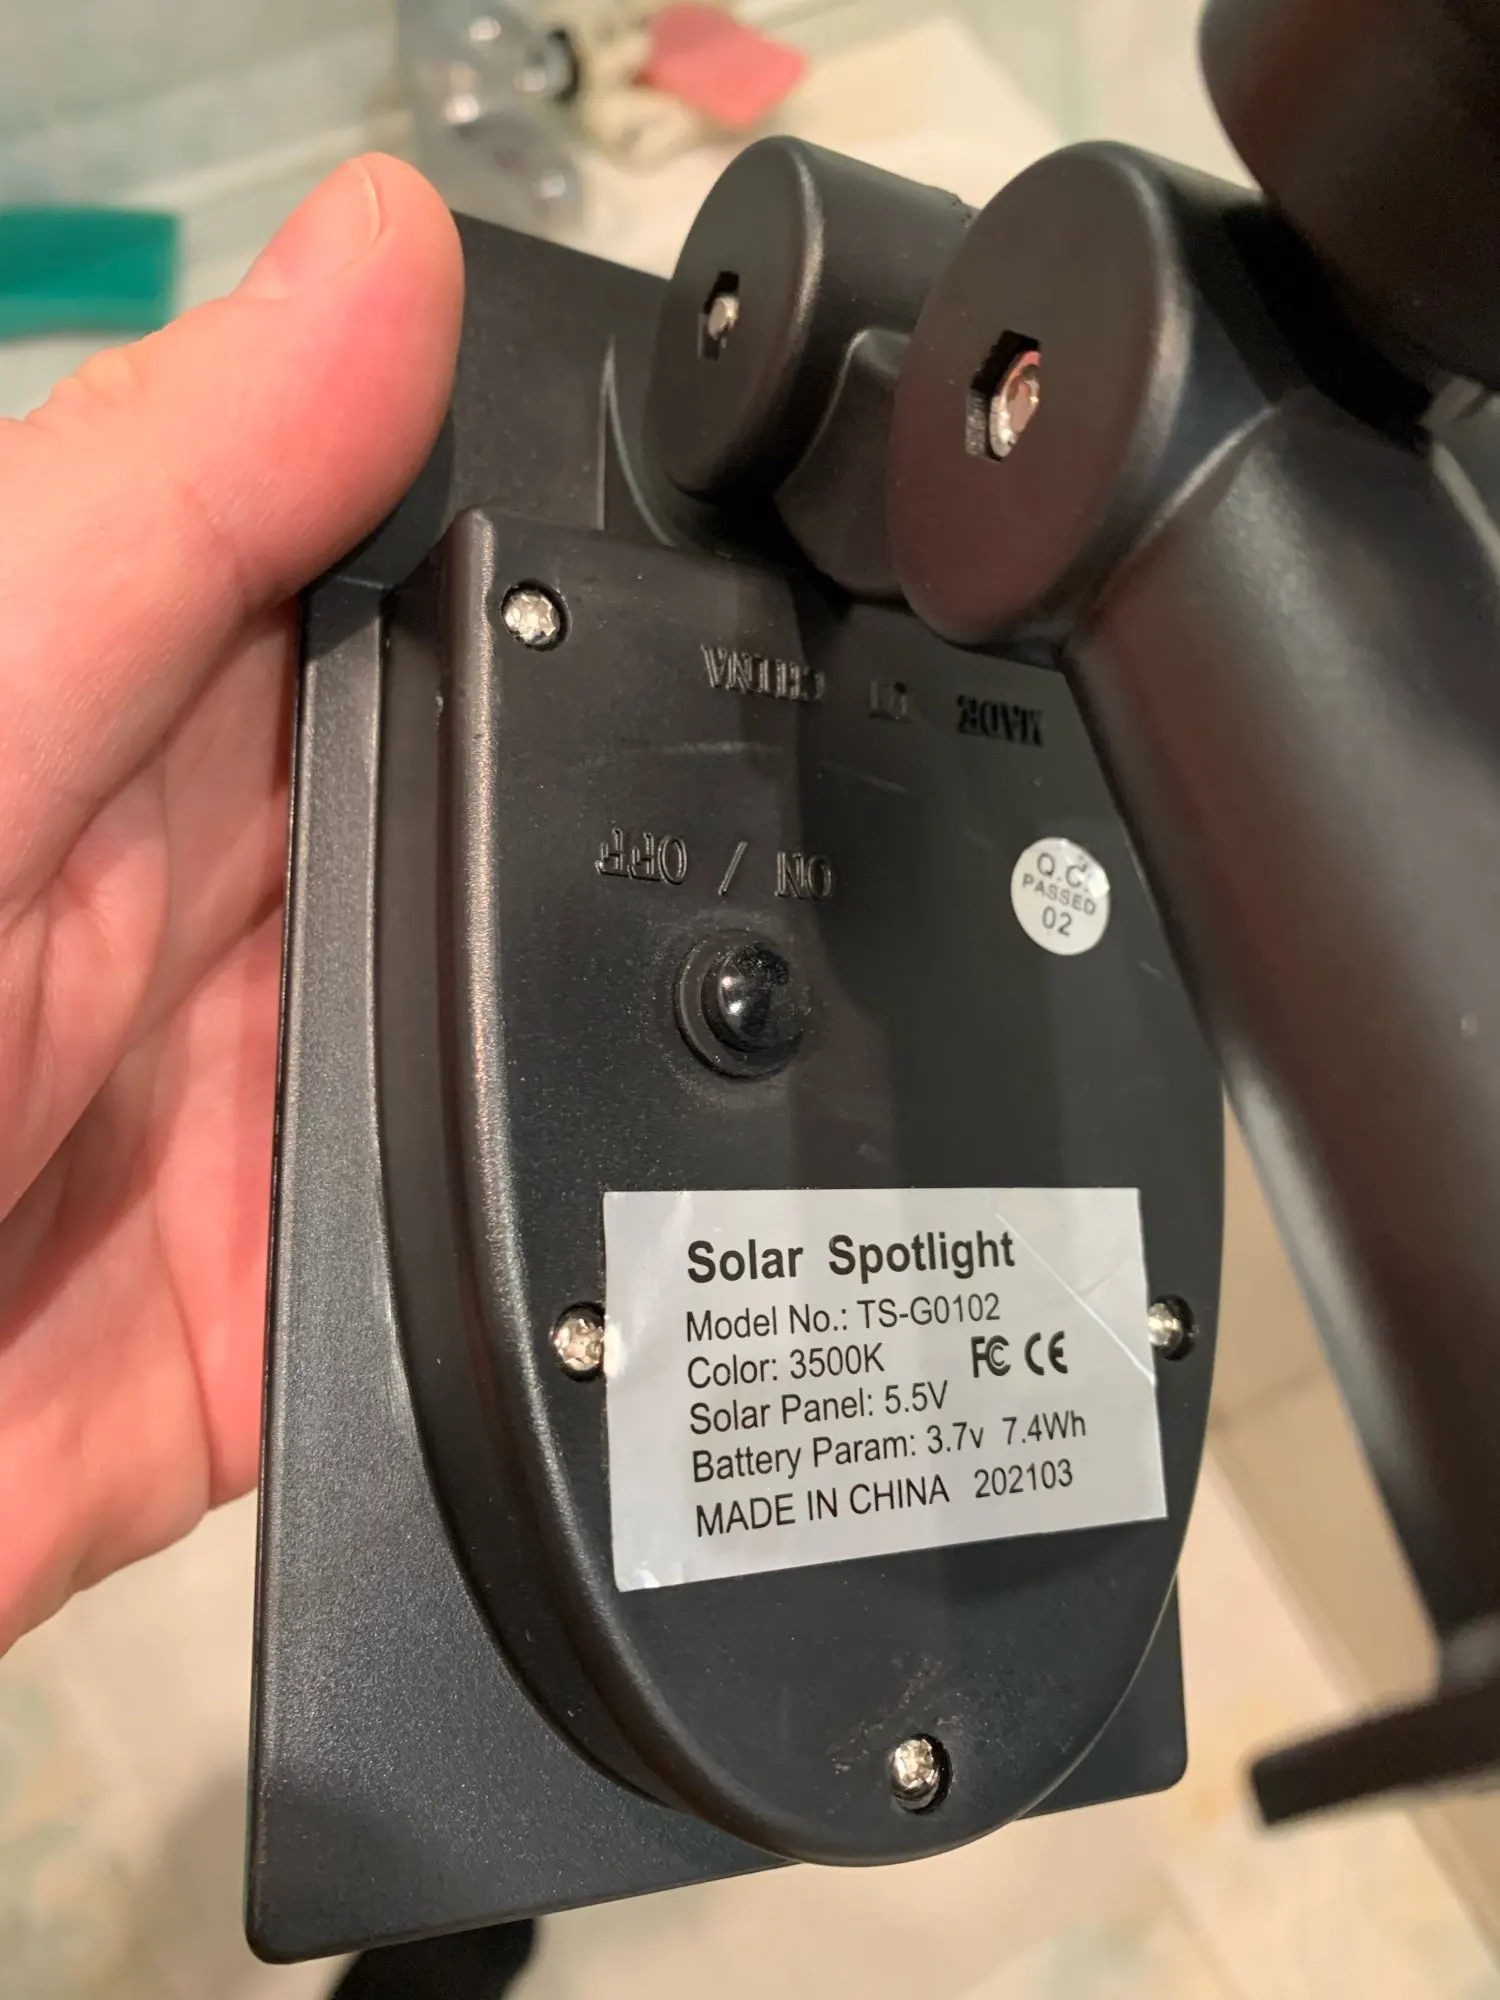 MADE IN CHINA
ON / OFF
Q.C.
PASSED
02
Solar Spotlight
Model No.: TS-G0102
Color: 3500K FC CE
Solar Panel: 5.5V
Battery Param: 3.7v 7.4Wh
MADE IN CHINA 202103